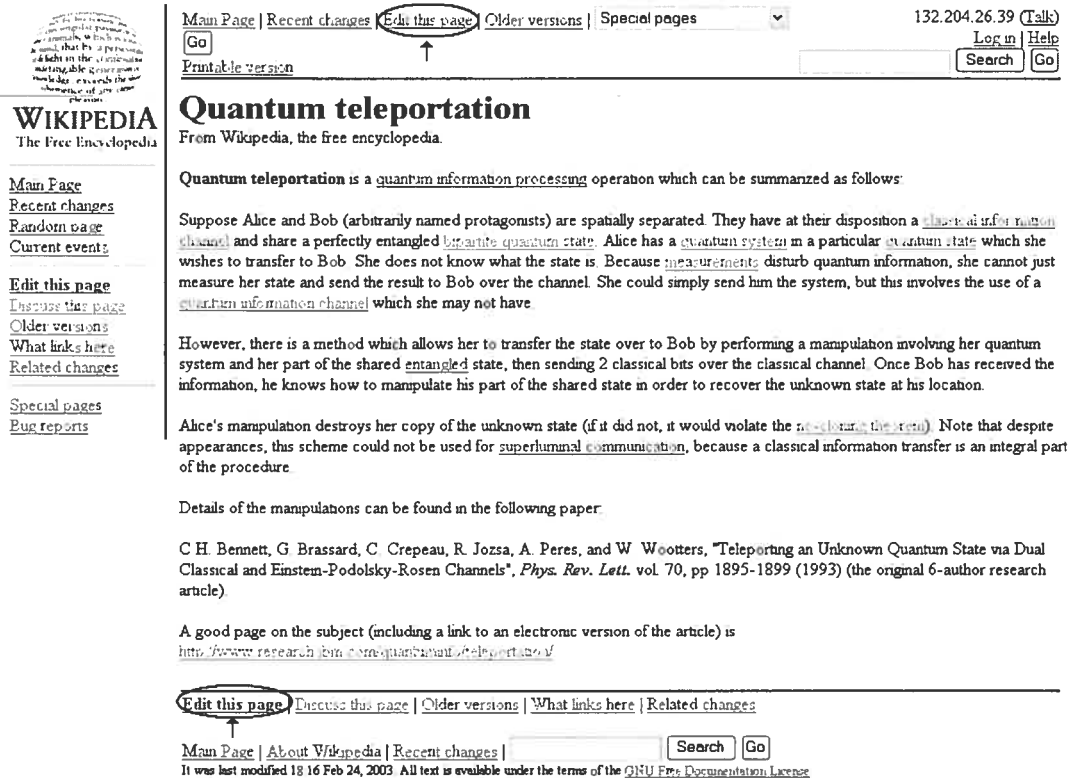 Main Page | Recent changes | Edit this page | Older versions | Special pages
132.204.26.39 (Talk)
Go
Log in | Help
Printable version
Search Go
WIKIPEDIA
The Free Encyclopedia
Main Page
Recent changes
Random page
Current events
Edit this page
Discuss this page
Older versions
What links here
Related changes
Special pages
Bug reports
Quantum teleportation
From Wikipedia, the free encyclopedia.
Quantum teleportation is a quantum information processing operation which can be summarized as follows:
Suppose Alice and Bob (arbitrarily named protagonists) are spatially separated. They have at their disposition a classical information
channel and share a perfectly entangled bipartite quantum state. Alice has a quantum system in a particular quantum state which she
wishes to transfer to Bob. She does not know what the state is. Because measurements disturb quantum information, she cannot just
measure her state and send the result to Bob over the channel. She could simply send him the system, but this involves the use of a
quantum information channel which she may not have.
However, there is a method which allows her to transfer the state over to Bob by performing a manipulation involving her quantum
system and her part of the shared entangled state, then sending 2 classical bits over the classical channel. Once Bob has received the
information, he knows how to manipulate his part of the shared state in order to recover the unknown state at his location.
Alice's manipulation destroys her copy of the unknown state (if it did not, it would violate the no-cloning theorem). Note that despite
appearances, this scheme could not be used for superluminal communication, because a classical information transfer is an integral part
of the procedure.
Details of the manipulations can be found in the following paper:
C H. Bennett, G. Brassard, C. Crepeau, R. Jozsa, A. Peres, and W. Wootters, "Teleporting an Unknown Quantum State via Dual
Classical and Einstein-Podolsky-Rosen Channels", Phys. Rev. Lett. vol. 70, pp 1895-1899 (1993) (the original 6-author research
article).
A good page on the subject (including a link to an electronic version of the article) is
http://www.research.ibm.com/quantuminfo/teleportation/
Edit this page | Discuss this page | Older versions | What links here | Related changes
Main Page | About Wikipedia | Recent changes | Search Go
It was last modified 18:16 Feb 24, 2003. All text is available under the terms of the GNU Free Documentation License